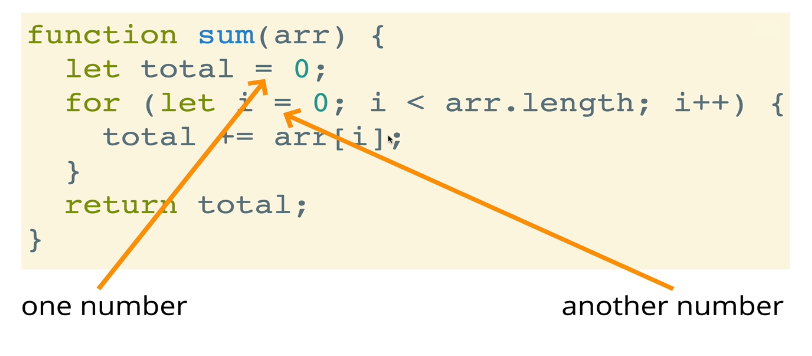 function sum(arr) {
  let total = 0;
  for (let i = 0; i < arr.length; i++) {
    total += arr[i];
  }
  return total;
}
one number
another number